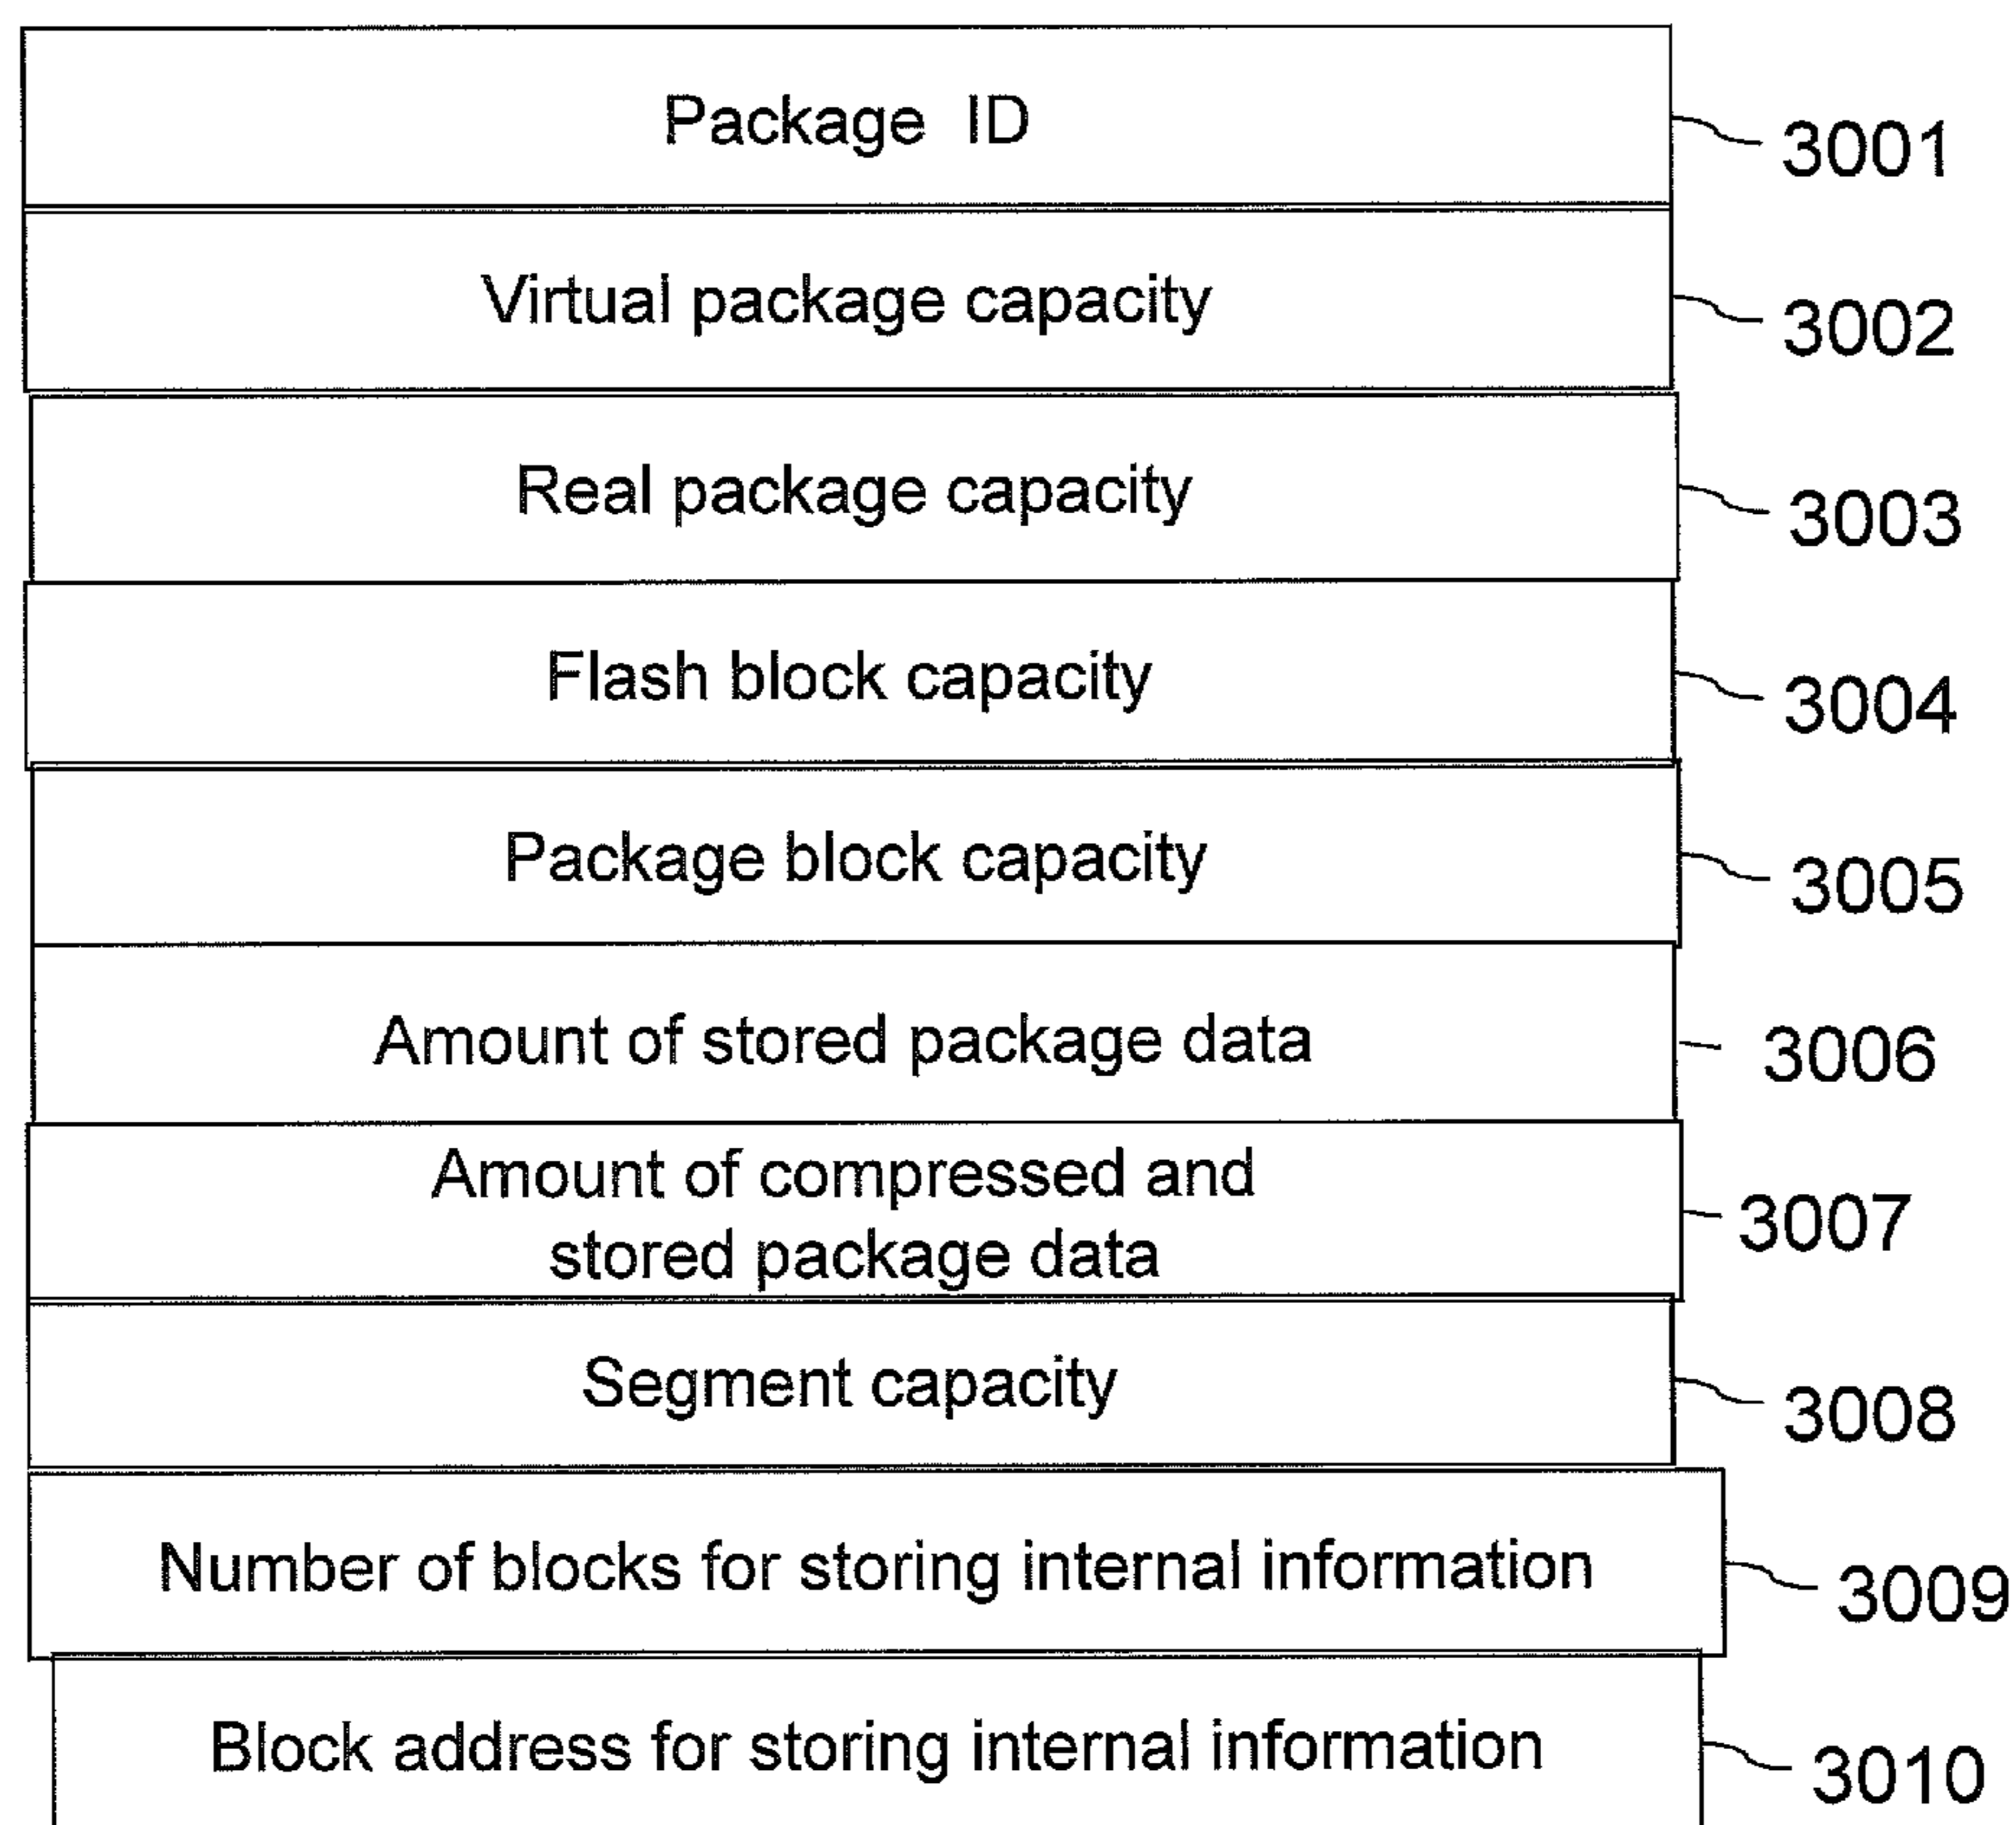 Package ID
3001
Virtual package capacity
3002
Real package capacity
3003
Flash block capacity
3004
Package block capacity
3005
Amount of stored package data
3006
Amount of compressed and
stored package data
3007
Segment capacity
3008
Number of blocks for storing internal information
3009
Block address for storing internal information
3010